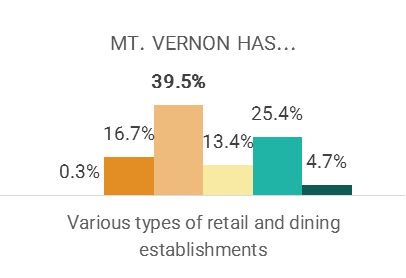 MT. VERNON HAS...
39.5%
25.4%
16.7%
13.4%
4.7%
0.3%
Various types of retail and dining
establishments